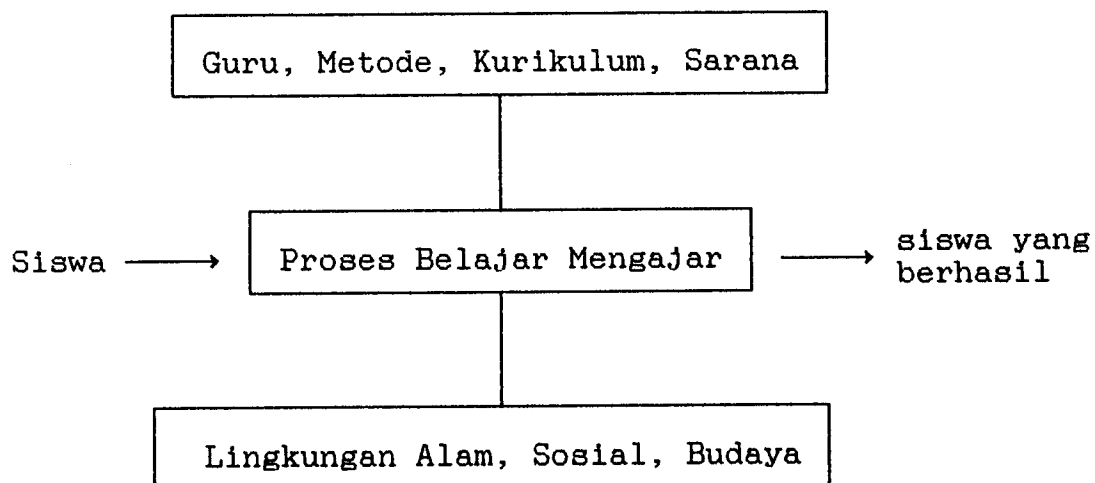 Guru, Metode, Kurikulum, Sarana
Siswa
Proses Belajar Mengajar
siswa yang
berhasil
Lingkungan Alam, Sosial, Budaya